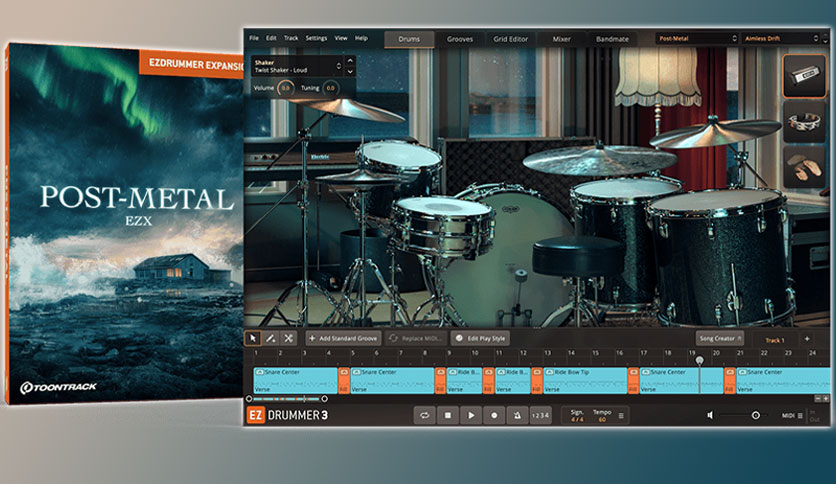 EZDRUMMER EXPANSIO
POST-METAL
EZX
TOONTRACK
File Edit Track Settings View Help
Drums Grooves Grid Editor Mixer Bandmate
Post-Metal Aimless Drift
Shaker
Twist Shaker - Loud
Volume 0.0 Tuning 0.0
Electric
Add Standard Groove Replace MIDI... Edit Play Style Song Creator Track 1 +
1 2 3 4 5 6 7 8 9 10 11 12 13 14 15 16 17 18 19 20 21 22 23 24
Snare Center Fill Snare Center Fill Ride B... Fill Ride B... Fill Ride Bow Tip Fill Snare Center Fill Snare Center
Verse Verse Verse Verse Verse Verse Verse
EZ DRUMMER 3
1 2 3 4
Sign. 4/4 Tempo 60
MIDI In Out